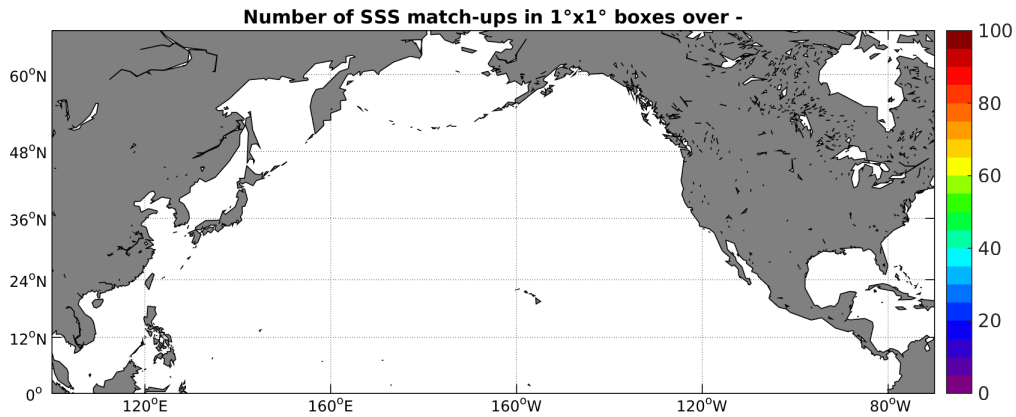 Number of SSS match-ups in 1°x1° boxes over -
60°N
48°N
36°N
24°N
12°N
0°
120°E
160°E
160°W
120°W
80°W
100
80
60
40
20
0